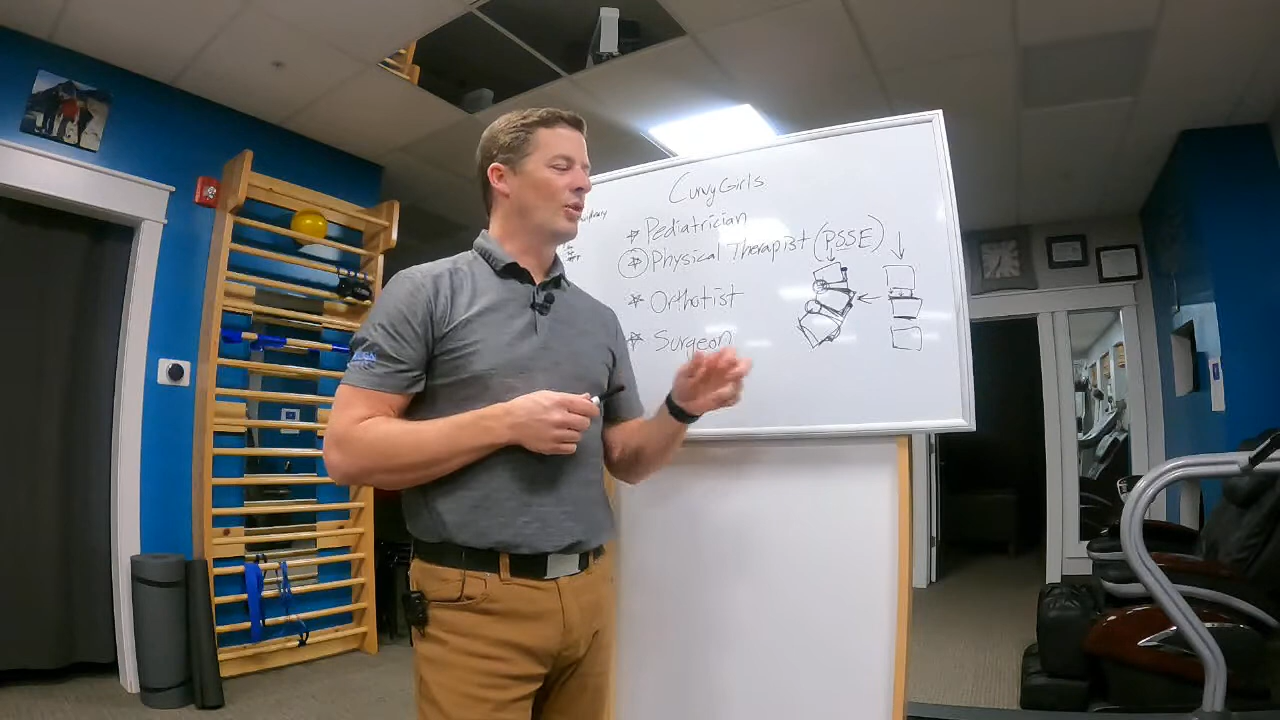 Curvy Girls
* Pediatrician
* Physical Therapist (PSSE)
* Orthotist
* Surgeon